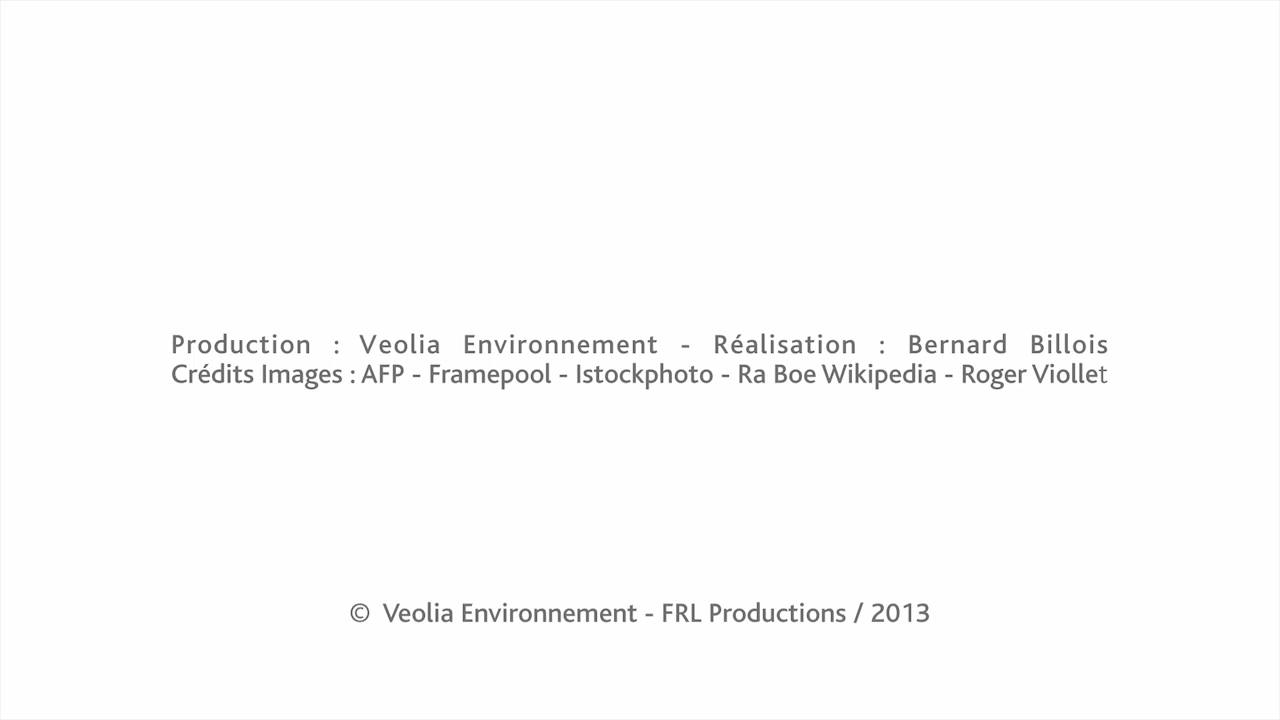 Production : Veolia Environnement - Réalisation : Bernard Billois
Crédits Images : AFP - Framepool - Istockphoto - Ra Boe Wikipedia - Roger Viollet
© Veolia Environnement - FRL Productions / 2013